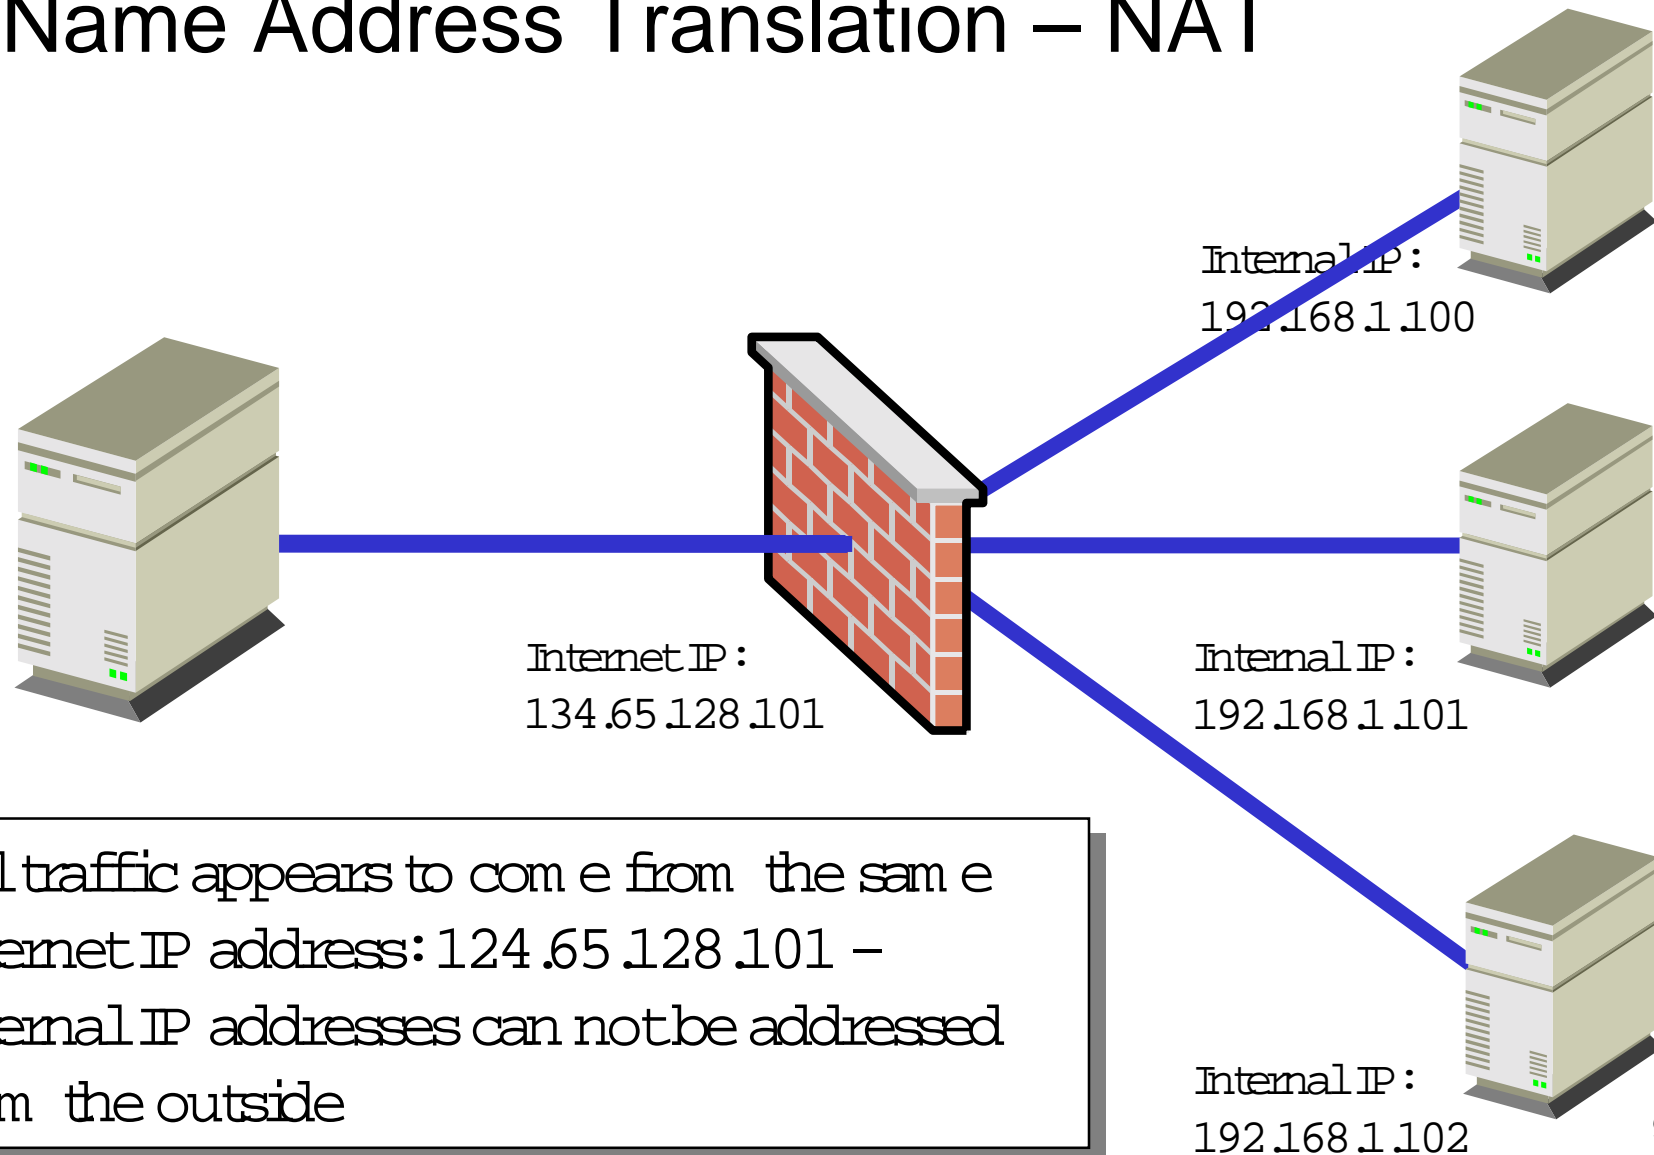 Name Address Translation – NAT
Internal IP:
192.168.1.100
Internet IP:
134.65.128.101
Internal IP:
192.168.1.101
l traffic appears to come from the same
ernet IP address: 124.65.128.101 –
ernal IP addresses can not be addressed
m the outside
Internal IP:
192.168.1.102